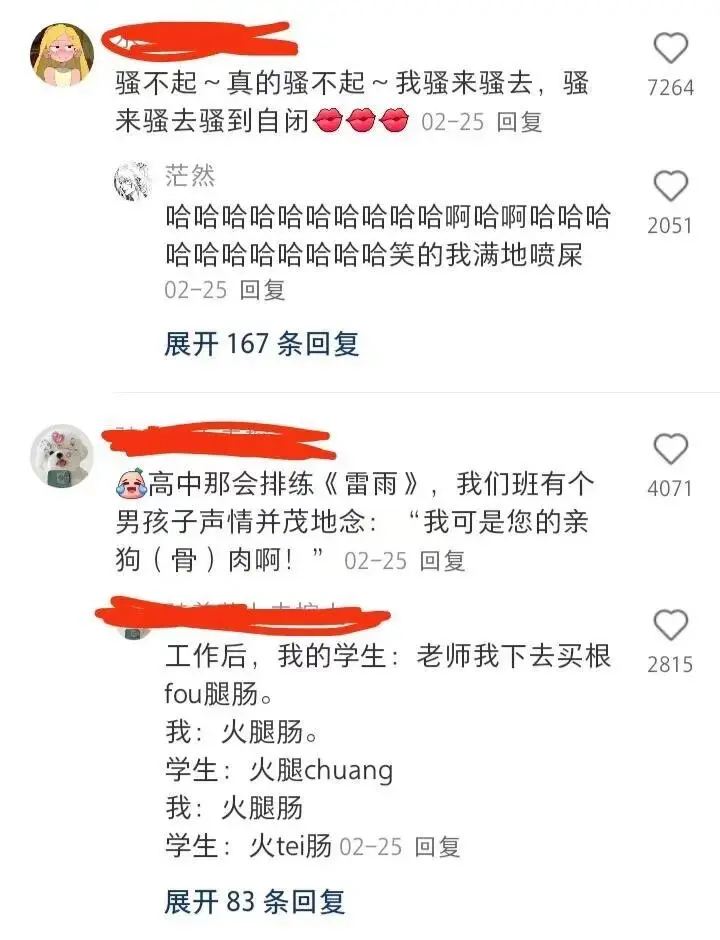 7264
骚不起～真的骚不起～我骚来骚去，骚
来骚去骚到自闭💋💋💋 02-25 回复
茫然
哈哈哈哈哈哈哈哈哈哈啊哈啊哈哈哈
哈哈哈哈哈哈哈哈笑的我满地喷屎
2051
02-25 回复
展开 167 条回复
😂高中那会排练《雷雨》，我们班有个
4071
男孩子声情并茂地念：“我可是您的亲
狗（骨）肉啊！” 02-25 回复
工作后，我的学生：老师我下去买根
2815
fou腿肠。
我：火腿肠。
学生：火腿chuang
我：火腿肠
学生：火tei肠 02-25 回复
展开 83 条回复